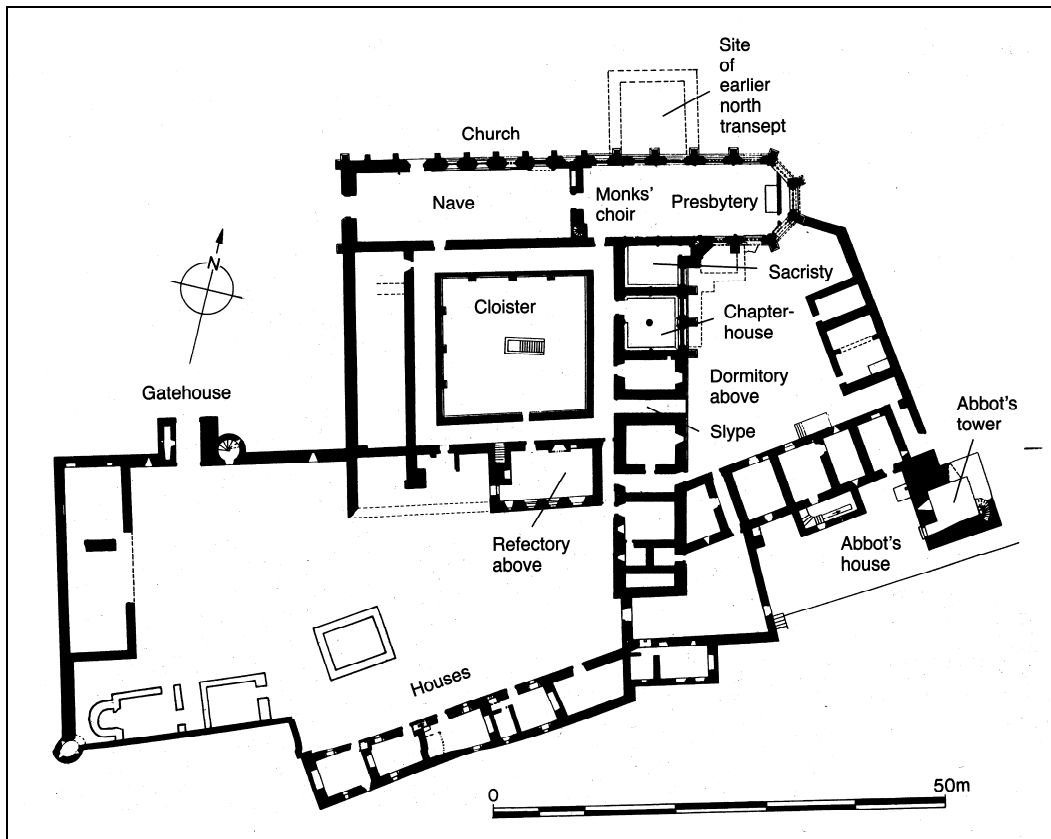 Site
of
earlier
north
transept
Church
Nave
Monks'
choir
Presbytery
N
Sacristy
Cloister
Chapter-
house
Gatehouse
Dormitory
above
Slype
Abbot's
tower
Refectory
above
Abbot's
house
Houses
0
50m